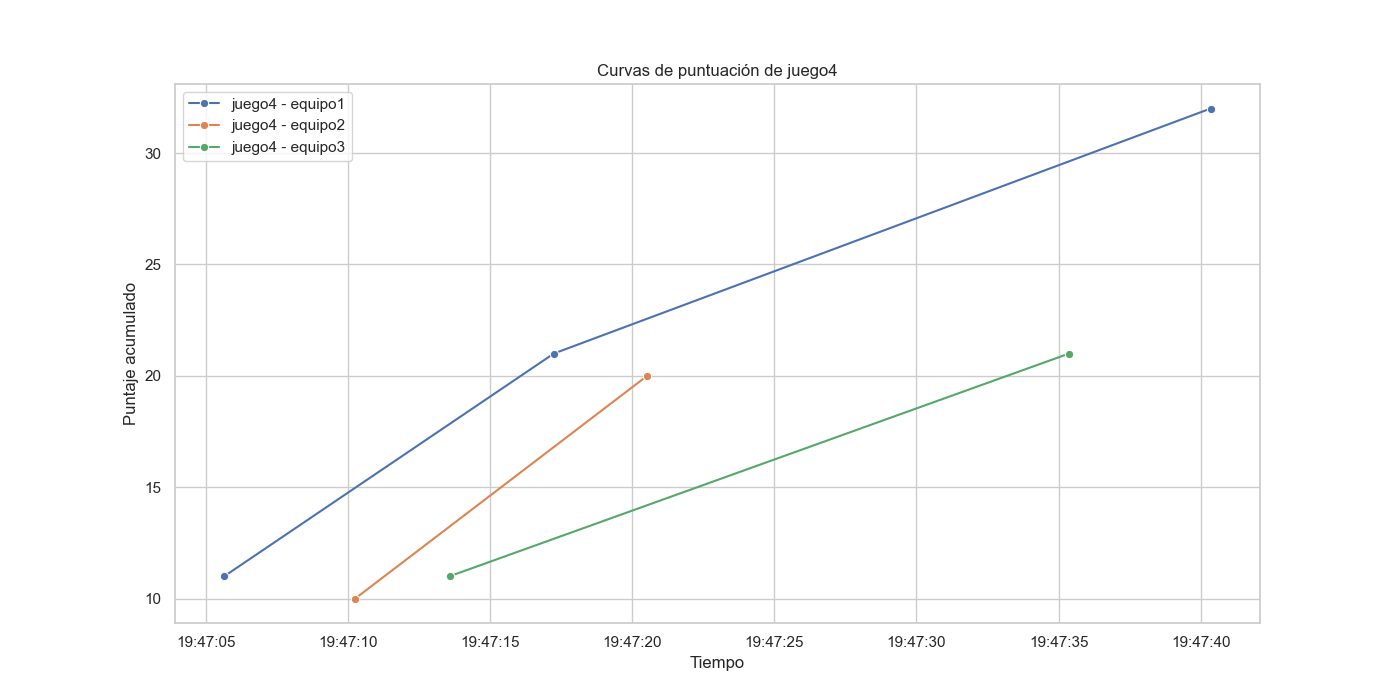 Curvas de puntuación de juego4
juego4 - equipo1
juego4 - equipo2
juego4 - equipo3
Puntaje acumulado
30
25
20
15
10
19:47:05 19:47:10 19:47:15 19:47:20 19:47:25 19:47:30 19:47:35 19:47:40
Tiempo